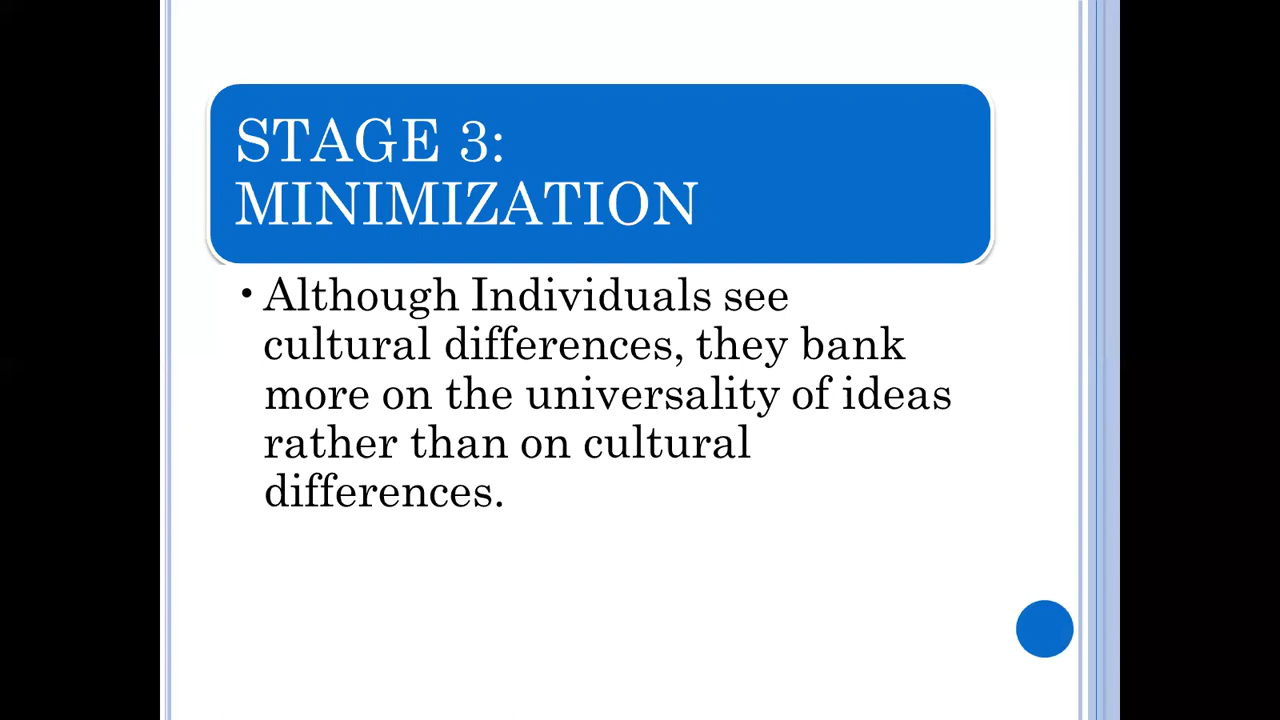 STAGE 3:
MINIMIZATION
• Although Individuals see
cultural differences, they bank
more on the universality of ideas
rather than on cultural
differences.